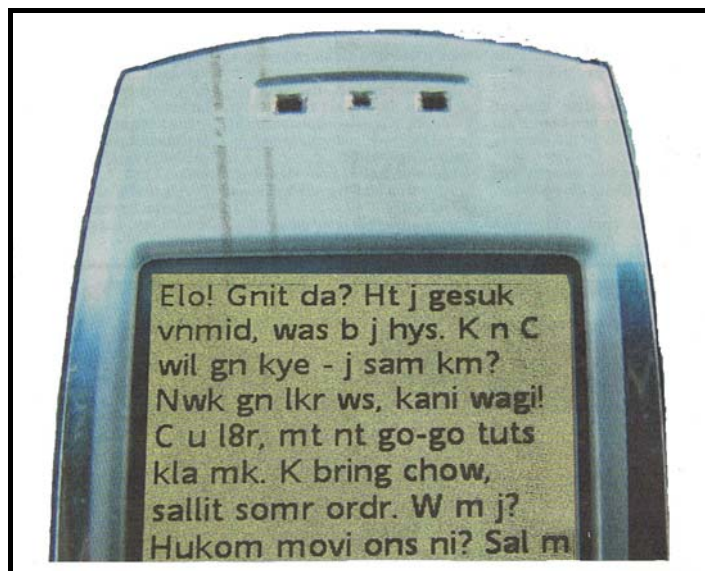 Elo! Gnit da? Ht j gesuk
vnmid, was b j hys. K n C
wil gn kye - j sam km?
Nwk gn lkr ws, kani wagi!
C u l8r, mt nt go-go tuts
kla mk. K bring chow,
sallit somr ordr. W m j?
Hukom movi ons ni? Sal m